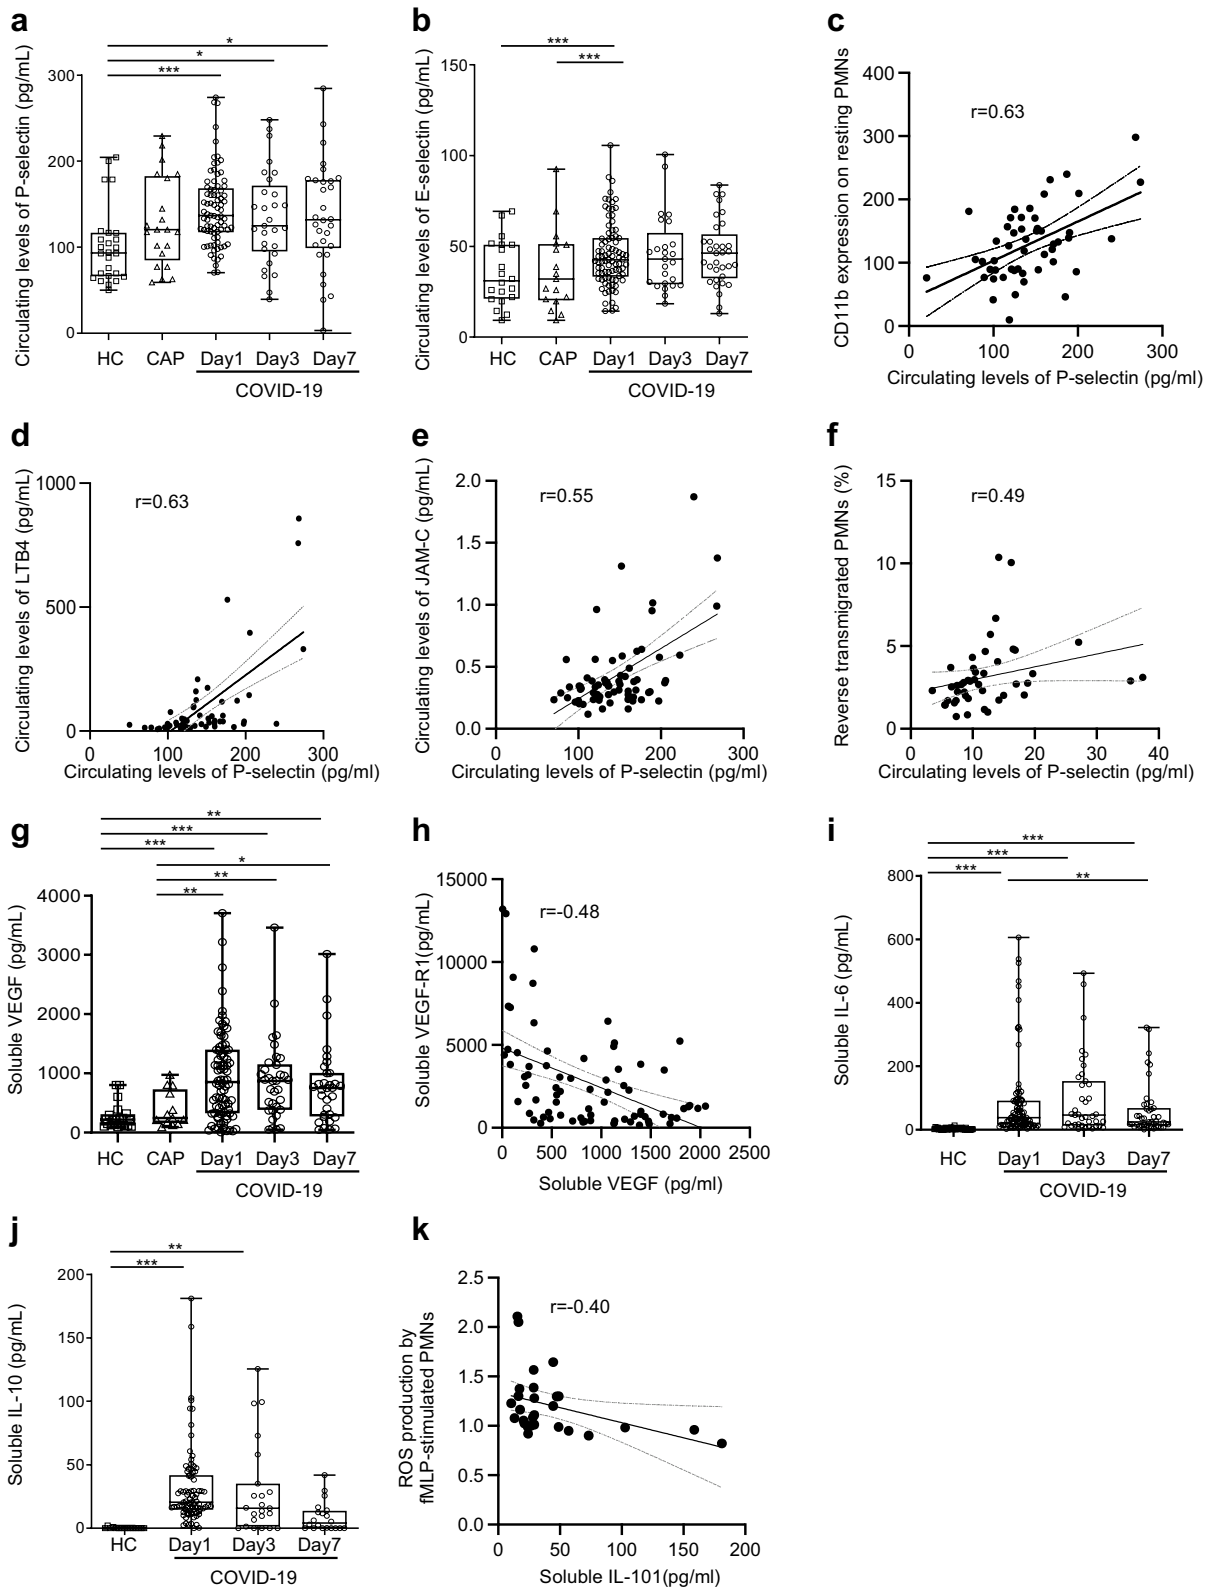 a
Circulating levels of P-selectin (pg/mL)
*
*
***
300
200
100
0
HC CAP Day1 Day3 Day7
COVID-19
b
Circulating levels of E-selectin (pg/mL)
***
***
150
100
50
0
HC CAP Day1 Day3 Day7
COVID-19
c
CD11b expression on resting PMNs
r=0.63
400
300
200
100
0
0 100 200 300
Circulating levels of P-selectin (pg/ml)
d
Circulating levels of LTB4 (pg/mL)
r=0.63
1000
500
0
0 100 200 300
Circulating levels of P-selectin (pg/ml)
e
Circulating levels of JAM-C (pg/mL)
r=0.55
2.0
1.5
1.0
0.5
0.0
0 100 200 300
Circulating levels of P-selectin (pg/ml)
f
Reverse transmigrated PMNs (%)
r=0.49
15
10
5
0
0 10 20 30 40
Circulating levels of P-selectin (pg/ml)
g
Soluble VEGF (pg/mL)
**
***
***
*
**
**
4000
3000
2000
1000
0
HC CAP Day1 Day3 Day7
COVID-19
h
Soluble VEGF-R1(pg/mL)
r=-0.48
15000
10000
5000
0
0 500 1000 1500 2000 2500
Soluble VEGF (pg/ml)
i
Soluble IL-6 (pg/mL)
***
***
***
**
800
600
400
200
0
HC Day1 Day3 Day7
COVID-19
j
Soluble IL-10 (pg/mL)
**
***
200
150
100
50
0
HC Day1 Day3 Day7
COVID-19
k
ROS production by
fMLP-stimulated PMNs
r=-0.40
2.5
2.0
1.5
1.0
0.5
0.0
0 50 100 150 200
Soluble IL-101(pg/ml)